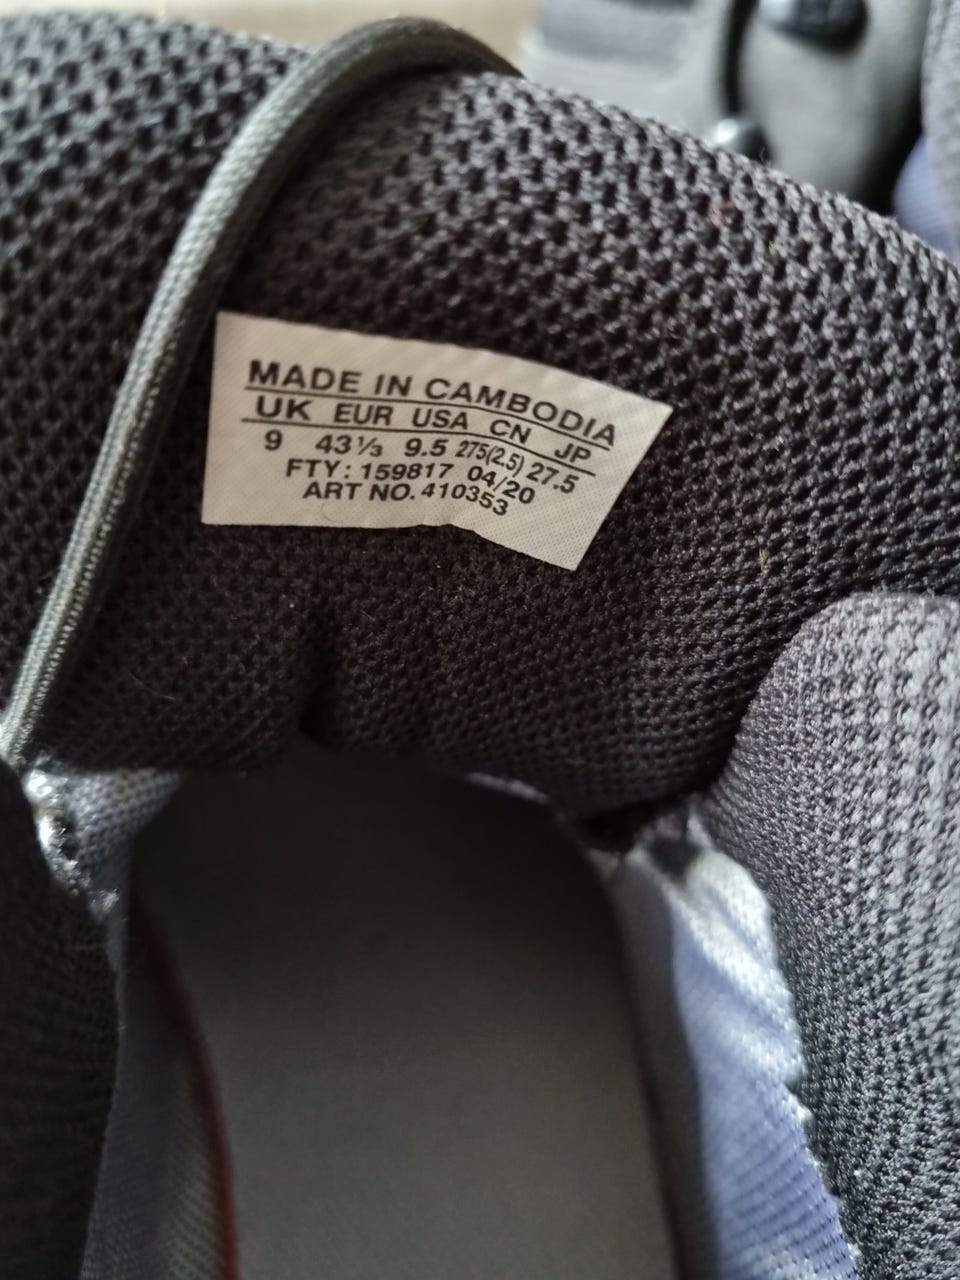 MADE IN CAMBODIA
UK EUR USA CN JP
9 43⅓ 9.5 275(2.5) 27.5
FTY: 159817 04/20
ART NO. 410353